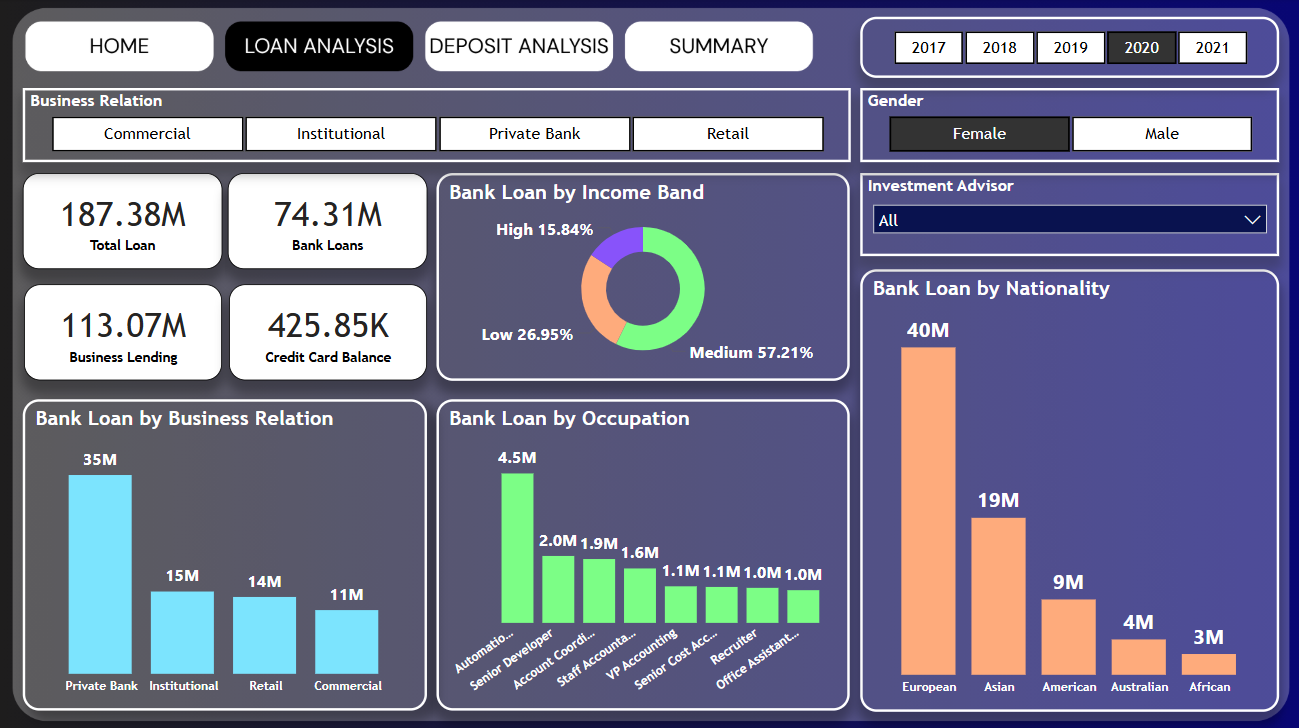 HOME
LOAN ANALYSIS
DEPOSIT ANALYSIS
SUMMARY
2017
2018
2019
2020
2021
Business Relation
Commercial
Institutional
Private Bank
Retail
Gender
Female
Male
187.38M
Total Loan
74.31M
Bank Loans
113.07M
Business Lending
425.85K
Credit Card Balance
Bank Loan by Income Band
High 15.84%
Low 26.95%
Medium 57.21%
Investment Advisor
All
Bank Loan by Business Relation
35M
15M
14M
11M
Private Bank
Institutional
Retail
Commercial
Bank Loan by Occupation
4.5M
2.0M
1.9M
1.6M
1.1M
1.1M
1.0M
1.0M
Automatio...
Senior Developer
Account Coordi...
Staff Accounta...
VP Accounting
Senior Cost Acc...
Recruiter
Office Assistant...
Bank Loan by Nationality
40M
19M
9M
4M
3M
European
Asian
American
Australian
African